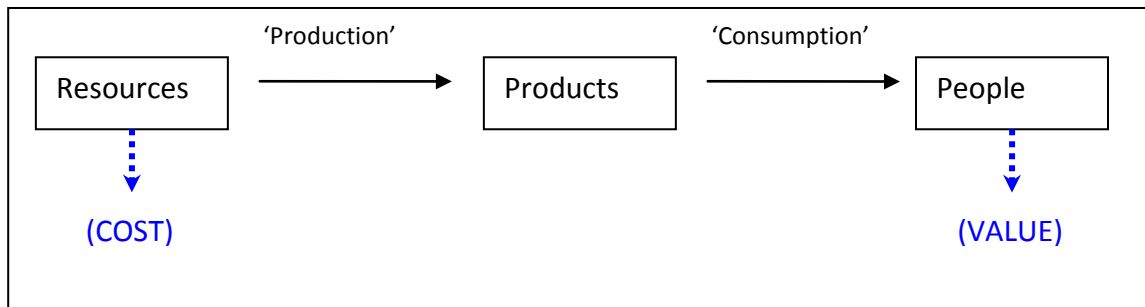 ‘Production’
‘Consumption’
Resources
Products
People
(COST)
(VALUE)